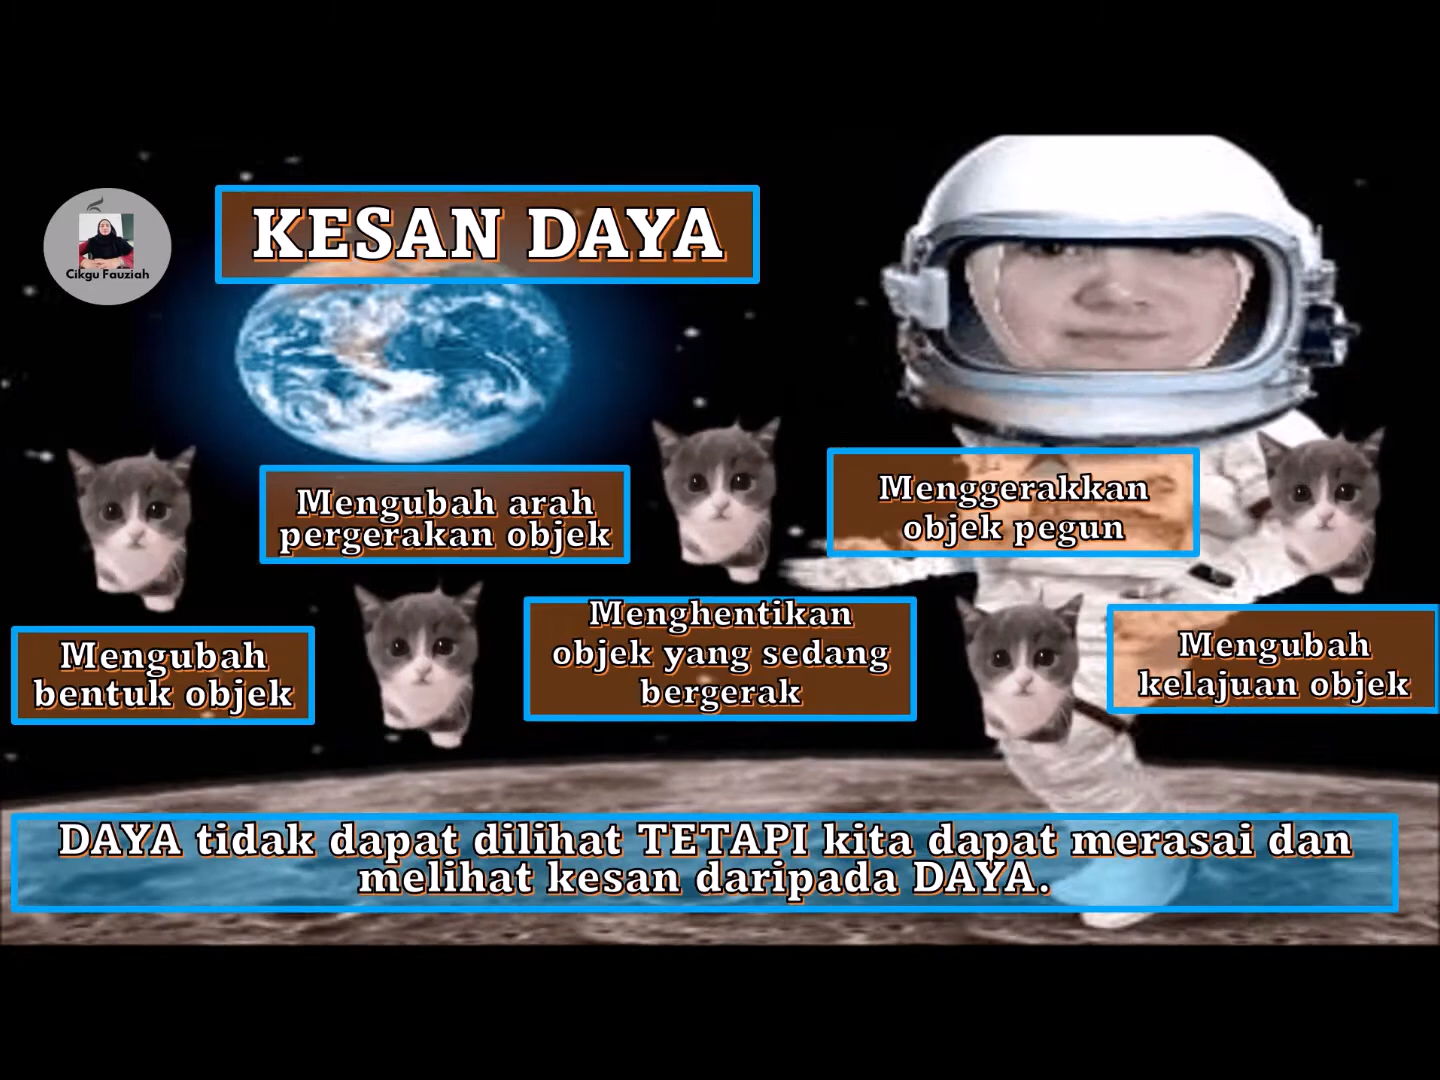 KESAN DAYA
Cikgu Fauziah
Mengubah arah
pergerakan objek
Menggerakkan
objek pegun
Mengubah
bentuk objek
Menghentikan
objek yang sedang
bergerak
Mengubah
kelajuan objek
DAYA tidak dapat dilihat TETAPI kita dapat merasai dan
melihat kesan daripada DAYA.